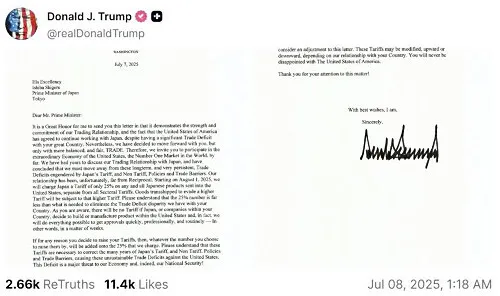 Donald J. Trump
@realDonaldTrump
WASHINGTON
July 7, 2025
His Excellency
Ishiba Shigeru
Prime Minister of Japan
Tokyo
Dear Mr. Prime Minister:
It is a Great Honor for me to send you this letter in that it demonstrates the strength and
commitment of our Trading Relationship, and the fact that the United States of America
has agreed to continue working with Japan, despite having a significant Trade Deficit
with your great Country. Nevertheless, we have decided to move forward with you, but
only with more balanced, and fair, TRADE. Therefore, we invite you to participate in the
extraordinary Economy of the United States, the Number One Market in the World, by
far. We have had years to discuss our Trading Relationship with Japan, and have
concluded that we must move away from these longterm, and very persistent, Trade
Deficits engendered by Japan's Tariff, and Non Tariff, Policies and Trade Barriers. Our
relationship has been, unfortunately, far from Reciprocal. Starting on August 1, 2025, we
will charge Japan a Tariff of only 25% on any and all Japanese products sent into the
United States, separate from all Sectoral Tariffs. Goods transshipped to evade a higher
Tariff will be subject to that higher Tariff. Please understand that the 25% number is far
less than what is needed to eliminate the Trade Deficit disparity we have with your
Country. As you are aware, there will be no Tariff if Japan, or companies within your
Country, decide to build or manufacture product within the United States and, in fact, we
will do everything possible to get approvals quickly, professionally, and routinely — In
other words, in a matter of weeks.
If for any reason you decide to raise your Tariffs, then, whatever the number you choose
to raise them by, will be added onto the 25% that we charge. Please understand that these
Tariffs are necessary to correct the many years of Japan's Tariff, and Non Tariff, Policies
and Trade Barriers, causing these unsustainable Trade Deficits against the United States.
This Deficit is a major threat to our Economy and, indeed, our National Security!
consider an adjustment to this letter. These Tariffs may be modified, upward or
downward, depending on our relationship with your Country. You will never be
disappointed with The United States of America.
Thank you for your attention to this matter!
With best wishes, I am,
Sincerely,
2.66k ReTruths 11.4k Likes
Jul 08, 2025, 1:18 AM